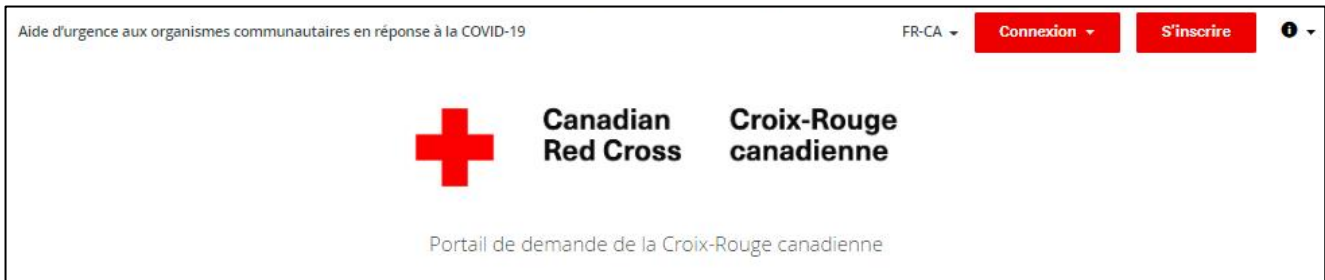 Aide d'urgence aux organismes communautaires en réponse à la COVID-19 FR-CA Connexion S'inscrire
Canadian Croix-Rouge
Red Cross canadienne
Portail de demande de la Croix-Rouge canadienne